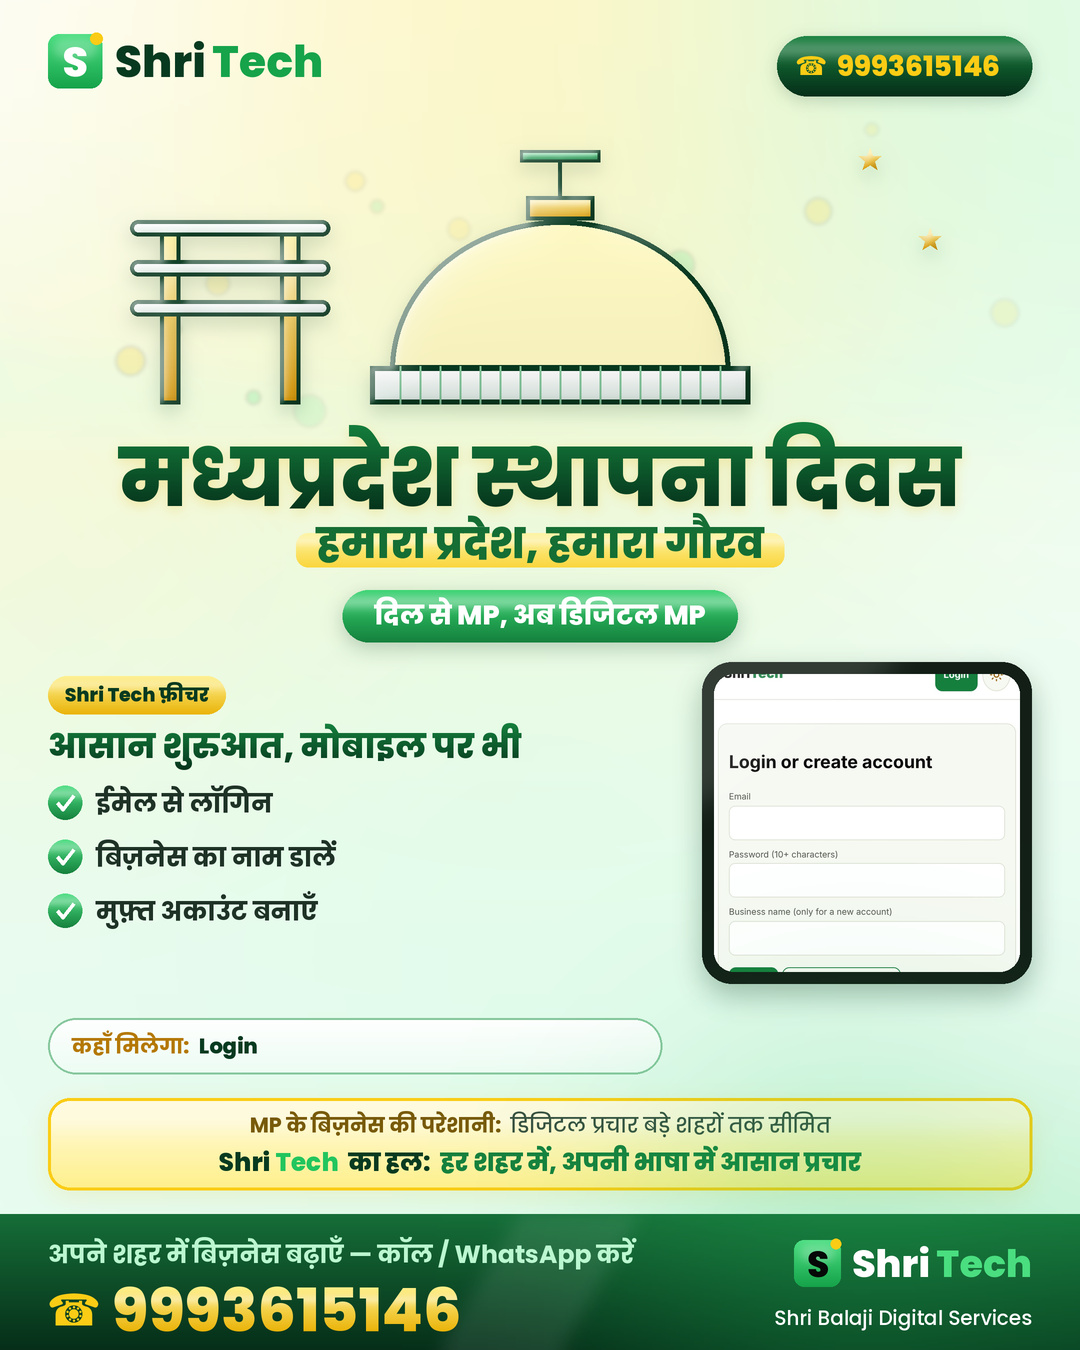 S Shri Tech
☎ 9993615146
मध्यप्रदेश स्थापना दिवस
हमारा प्रदेश, हमारा गौरव
दिल से MP, अब डिजिटल MP
Shri Tech फ़ीचर
आसान शुरुआत, मोबाइल पर भी
ईमेल से लॉगिन
बिज़नेस का नाम डालें
मुफ़्त अकाउंट बनाएँ
ShriTech Login
Login or create account
Email
Password (10+ characters)
Business name (only for a new account)
कहाँ मिलेगा: Login
MP के बिज़नेस की परेशानी: डिजिटल प्रचार बड़े शहरों तक सीमित
Shri Tech का हल: हर शहर में, अपनी भाषा में आसान प्रचार
अपने शहर में बिज़नेस बढ़ाएँ — कॉल / WhatsApp करें
☎ 9993615146
S Shri Tech
Shri Balaji Digital Services